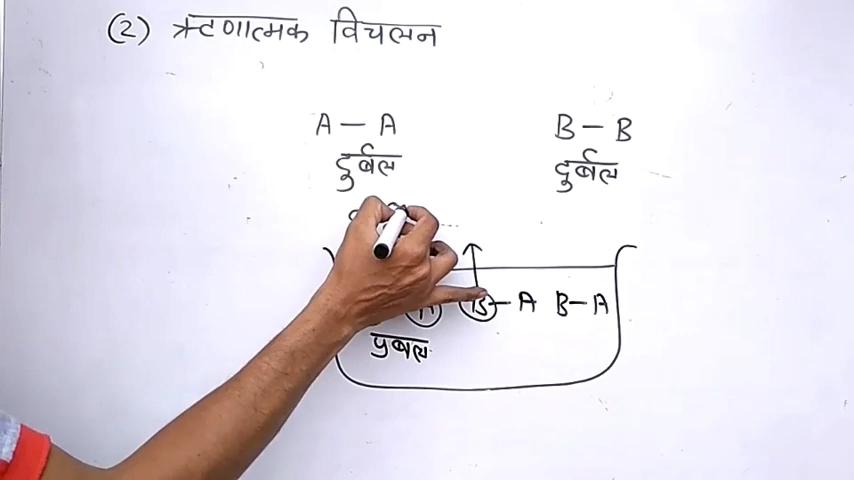 (2) ऋणात्मक विचलन
A — A B – B
दुर्बल दुर्बल
A B – A B – A
प्रबल